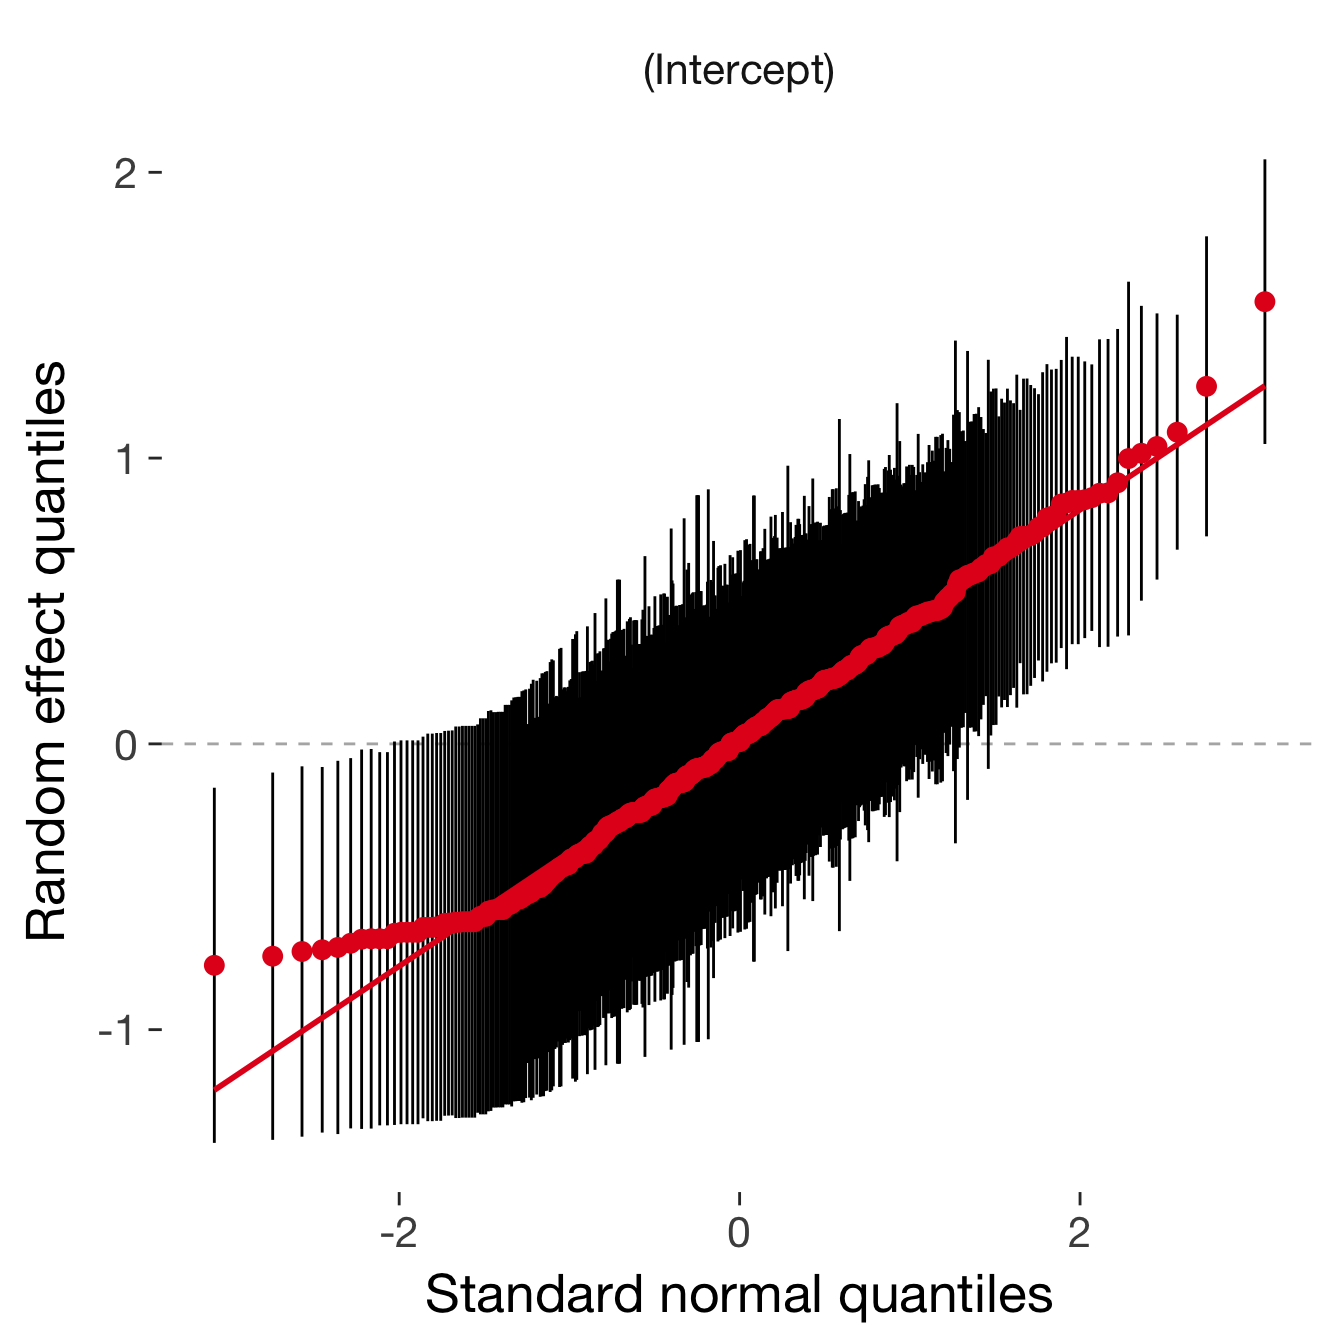 (Intercept)
2
1
0
-1
Random effect quantiles
-2 0 2
Standard normal quantiles